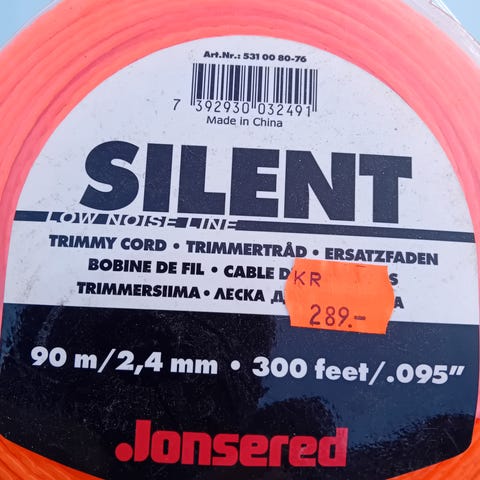 Art.Nr.: 531 00 80-76
7 392930 032491
Made in China
SILENT
LOW NOISE LINE
TRIMMY CORD • TRIMMERTRÅD • ERSATZFADEN
BOBINE DE FIL • CABLE
TRIMMERSIIMA • ЛЕСКА
KR
289.-
90 m/2,4 mm • 300 feet/.095”
Jonsered